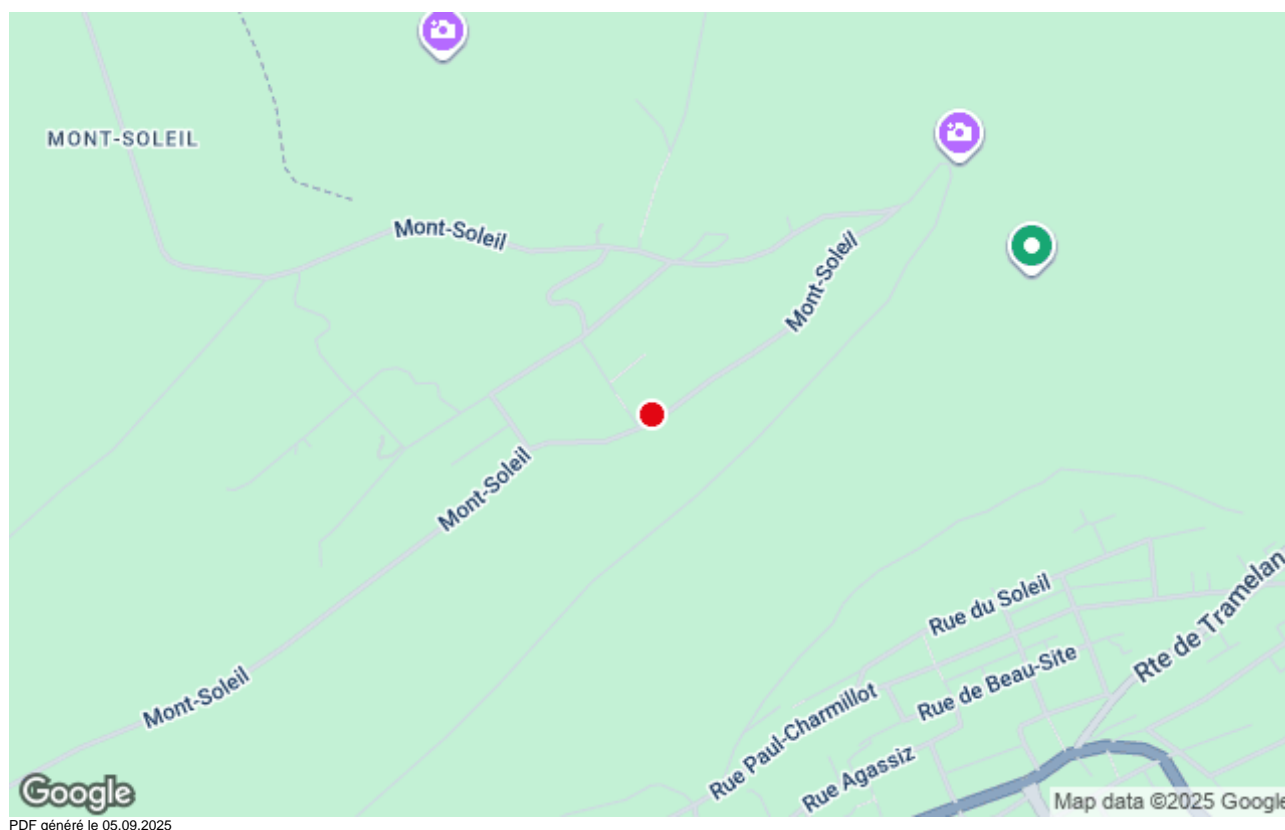 MONT-SOLEIL
Mont-Soleil
Mont-Soleil
Mont-Soleil
Mont-Soleil
Rue du Soleil
Rte de Tramelan
Rue de Beau-Site
Rue Paul-Charmillot
Rue Agassiz
Google
Map data ©2025 Google
PDF généré le 05.09.2025